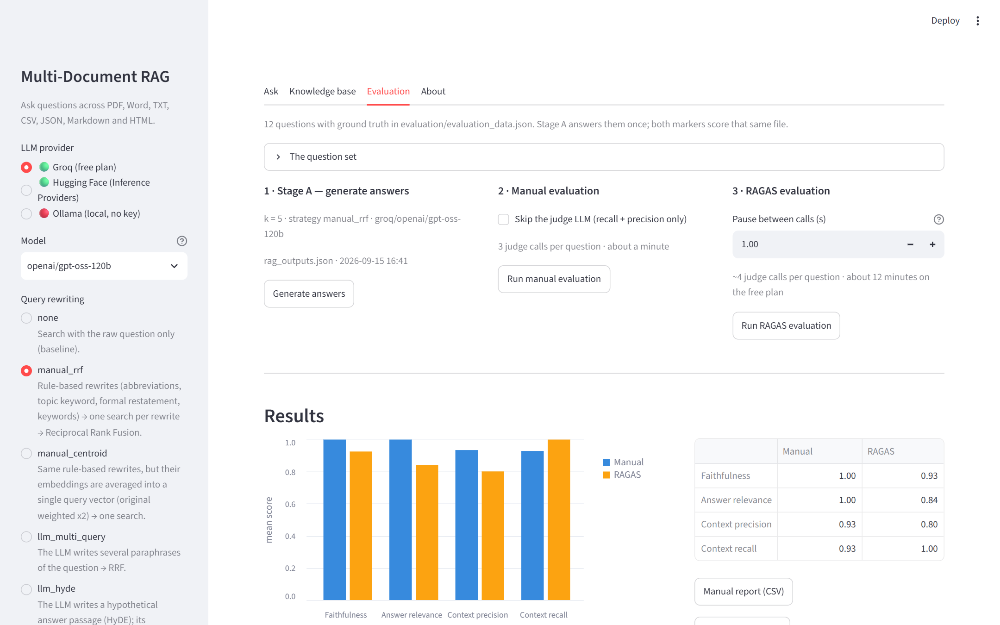 Deploy
Multi-Document RAG
Ask questions across PDF, Word, TXT,
CSV, JSON, Markdown and HTML.
LLM provider
Groq (free plan)
Hugging Face (Inference
Providers)
Ollama (local, no key)
Model
openai/gpt-oss-120b
Query rewriting
none
Search with the raw question only
(baseline).
manual_rrf
Rule-based rewrites (abbreviations,
topic keyword, formal restatement,
keywords) → one search per rewrite
→ Reciprocal Rank Fusion.
manual_centroid
Same rule-based rewrites, but their
embeddings are averaged into a
single query vector (original
weighted x2) → one search.
llm_multi_query
The LLM writes several paraphrases
of the question → RRF.
llm_hyde
The LLM writes a hypothetical
answer passage (HyDE); its
Ask Knowledge base Evaluation About
12 questions with ground truth in evaluation/evaluation_data.json. Stage A answers them once; both markers score that same file.
The question set
1 · Stage A — generate answers
k = 5 · strategy manual_rrf · groq/openai/gpt-oss-
120b
rag_outputs.json · 2026-09-15 16:41
Generate answers
2 · Manual evaluation
Skip the judge LLM (recall + precision only)
3 judge calls per question · about a minute
Run manual evaluation
3 · RAGAS evaluation
Pause between calls (s)
1.00
~4 judge calls per question · about 12 minutes on
the free plan
Run RAGAS evaluation
Results
mean score
1.0
0.8
0.6
0.4
0.2
0.0
Faithfulness Answer relevance Context precision Context recall
Manual
RAGAS
Manual RAGAS
Faithfulness 1.00 0.93
Answer relevance 1.00 0.84
Context precision 0.93 0.80
Context recall 0.93 1.00
Manual report (CSV)